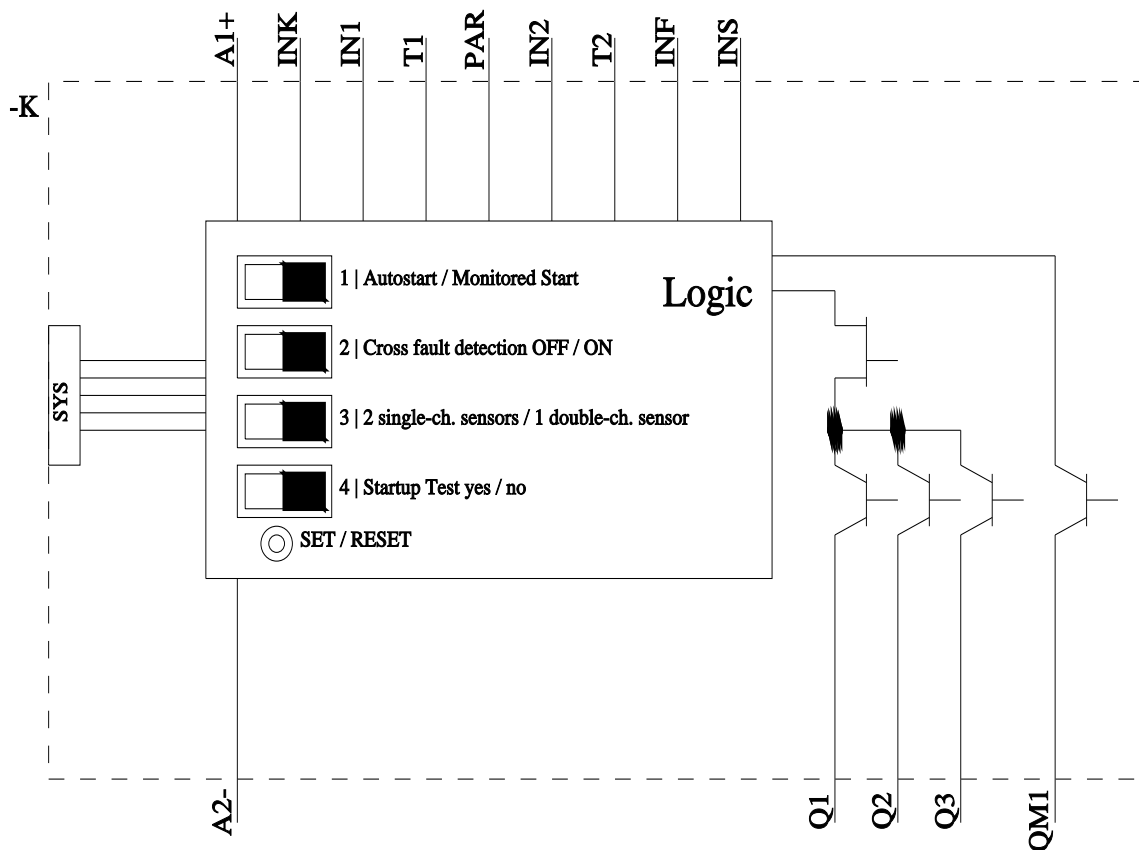 A1+
INK
IN1
T1
PAR
IN2
T2
INF
INS
-K
1 | Autostart / Monitored Start
Logic
2 | Cross fault detection OFF / ON
SYS
3 | 2 single-ch. sensors / 1 double-ch. sensor
4 | Startup Test yes / no
SET / RESET
A2-
Q1
Q2
Q3
QM1